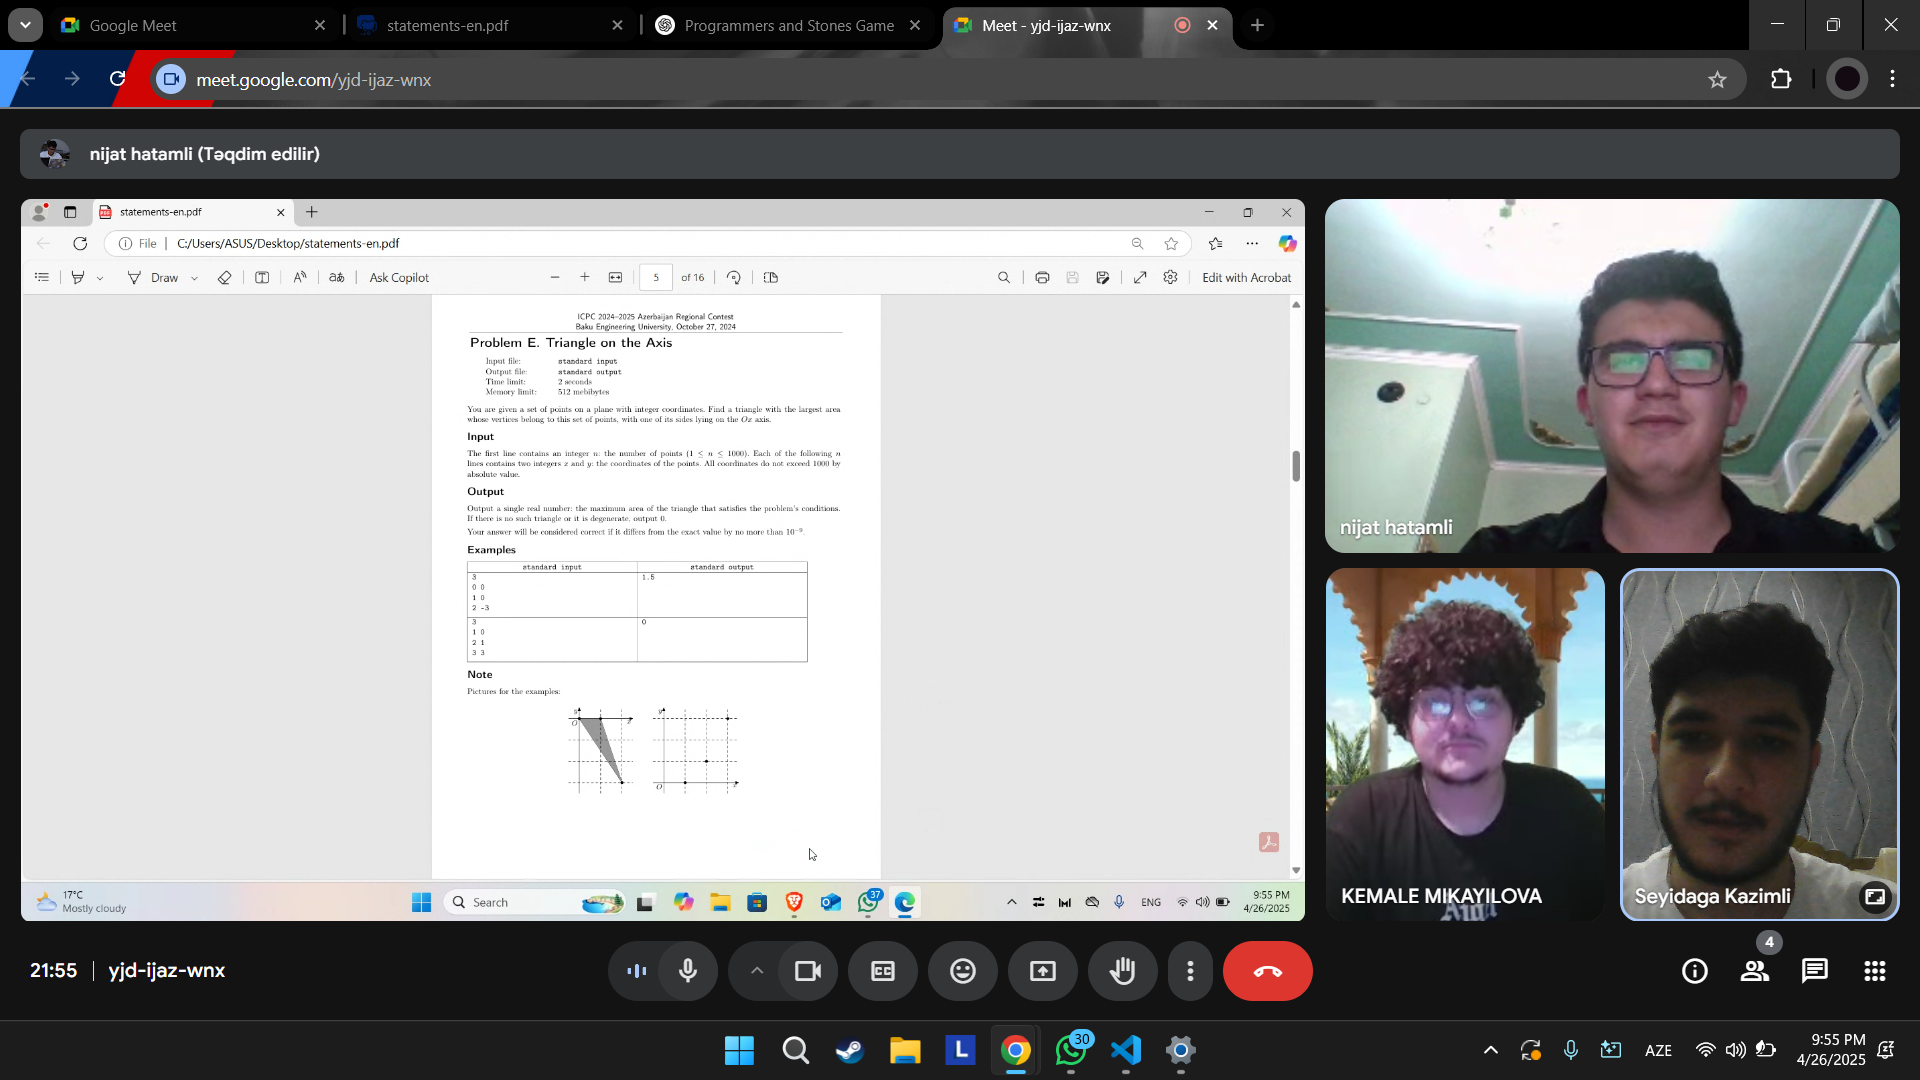 Google Meet
statements-en.pdf
Programmers and Stones Game
Meet - yjd-ijaz-wnx
meet.google.com/yjd-ijaz-wnx
nijat hatamli (Təqdim edilir)
statements-en.pdf
File | C:/Users/ASUS/Desktop/statements-en.pdf
Draw
aあ
Ask Copilot
5 of 16
Edit with Acrobat
ICPC 2024–2025 Azerbaijan Regional Contest
Baku Engineering University, October 27, 2024
Problem E. Triangle on the Axis
Input file: standard input
Output file: standard output
Time limit: 2 seconds
Memory limit: 512 mebibytes
You are given a set of points on a plane with integer coordinates. Find a triangle with the largest area
whose vertices belong to this set of points, with one of its sides lying on the Ox axis.
Input
The first line contains an integer n: the number of points (1 ≤ n ≤ 1000). Each of the following n
lines contains two integers x and y: the coordinates of the points. All coordinates do not exceed 1000 by
absolute value.
Output
Output a single real number: the maximum area of the triangle that satisfies the problem's conditions.
If there is no such triangle or it is degenerate, output 0.
Your answer will be considered correct if it differs from the exact value by no more than 10⁻⁹.
Examples
standard input standard output
3 1.5
0 0
1 0
2 -3
3 0
1 0
2 1
3 3
Note
Pictures for the examples:
y y
O x
O x
17°C
Mostly cloudy
Search
37
ENG
9:55 PM
4/26/2025
nijat hatamli
KEMALE MIKAYILOVA
Seyidaga Kazimli
21:55 | yjd-ijaz-wnx
CC
4
L
30
AZE
9:55 PM
4/26/2025